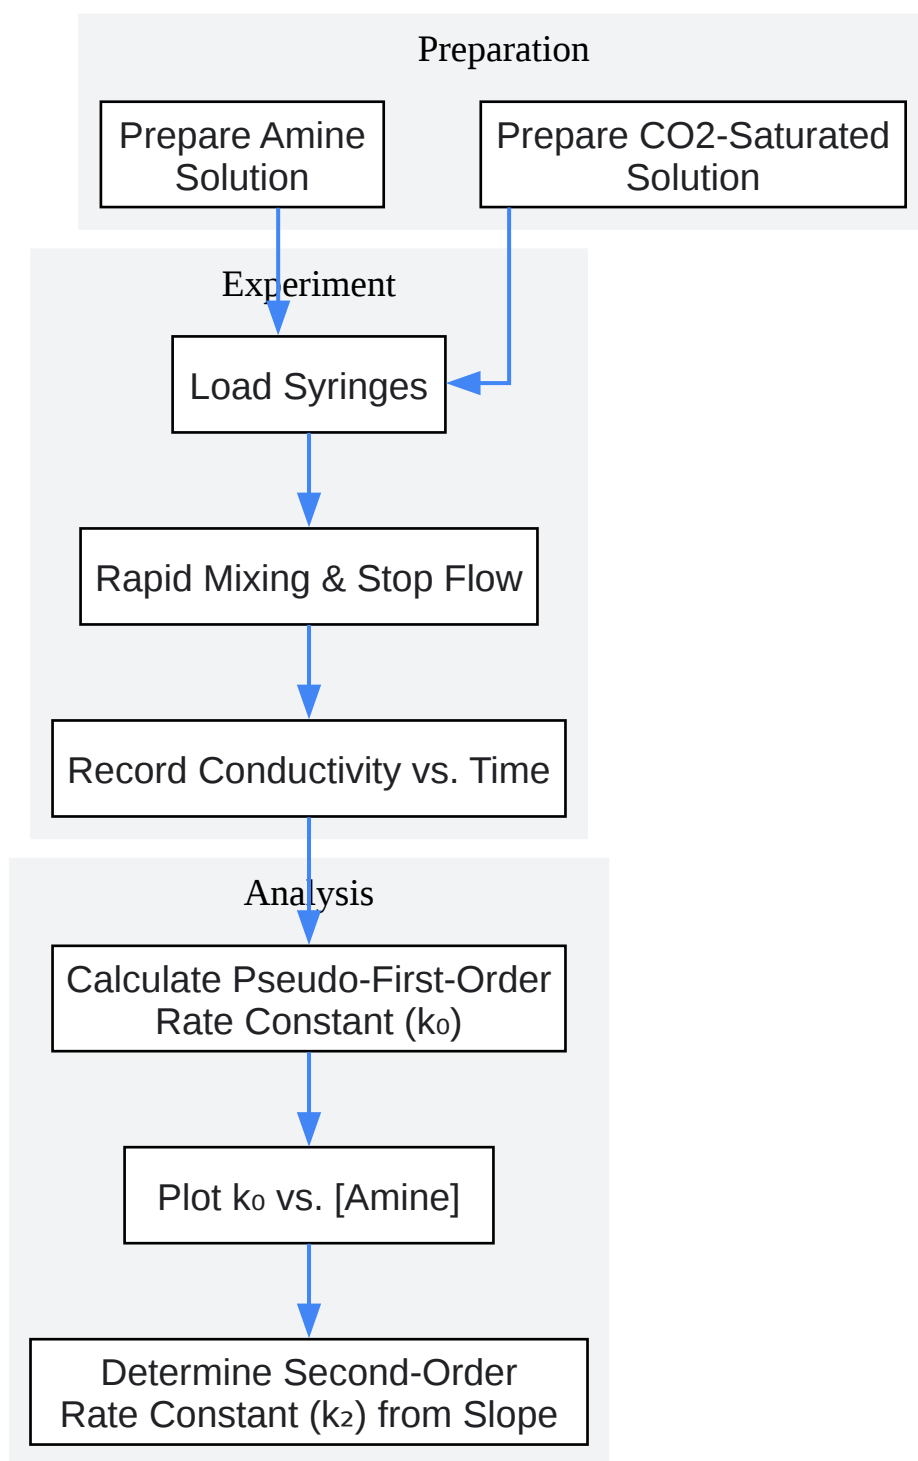 Preparation
Prepare Amine
Solution
Prepare CO2-Saturated
Solution
Experiment
Load Syringes
Rapid Mixing & Stop Flow
Record Conductivity vs. Time
Analysis
Calculate Pseudo-First-Order
Rate Constant (k₀)
Plot k₀ vs. [Amine]
Determine Second-Order
Rate Constant (k₂) from Slope